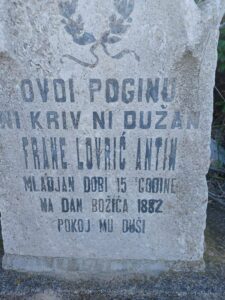 OVDI POGINU
NI KRIV NI DUŽAN
FRANE LOVRIĆ ANTIN
MLADJAN DOBI 15 GODINE
NA DAN BOŽIĆA 1882
POKOJ MU DUŠI